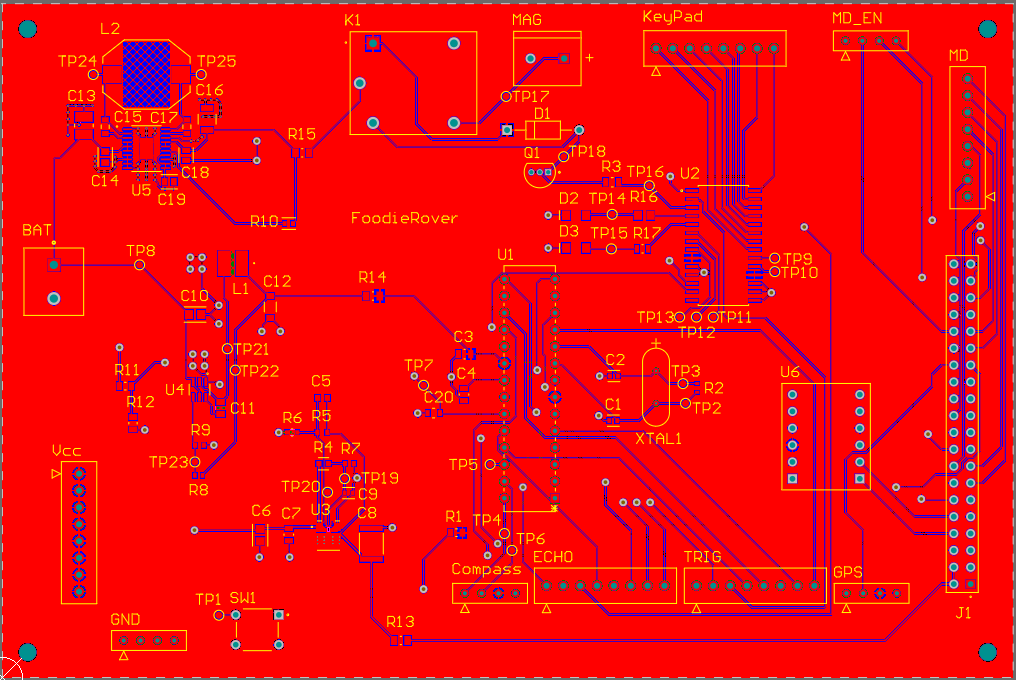 L2
K1
MAG
KeyPad
MD_EN
TP24
TP25
MD
C13
C16
TP17
C15
C17
D1
R15
Q1
TP18
C14
U5
C18
R3
TP16
U2
C19
R16
D2
TP14
R10
FoodieRover
BAT
D3
TP15
R17
TP8
U1
TP9
TP10
L1
C10
C12
R14
TP13
TP12
TP11
TP21
C3
C2
TP7
TP3
U6
R11
TP22
C4
R2
U4
C5
R12
C11
C20
C1
TP2
R6
R5
XTAL1
R9
Vcc
TP23
R4
R7
TP5
R8
TP19
TP20
C9
C6
C7
U3
C8
R1
TP4
TP6
ECHO
TRIG
Compass
GPS
TP1
SW1
J1
GND
R13